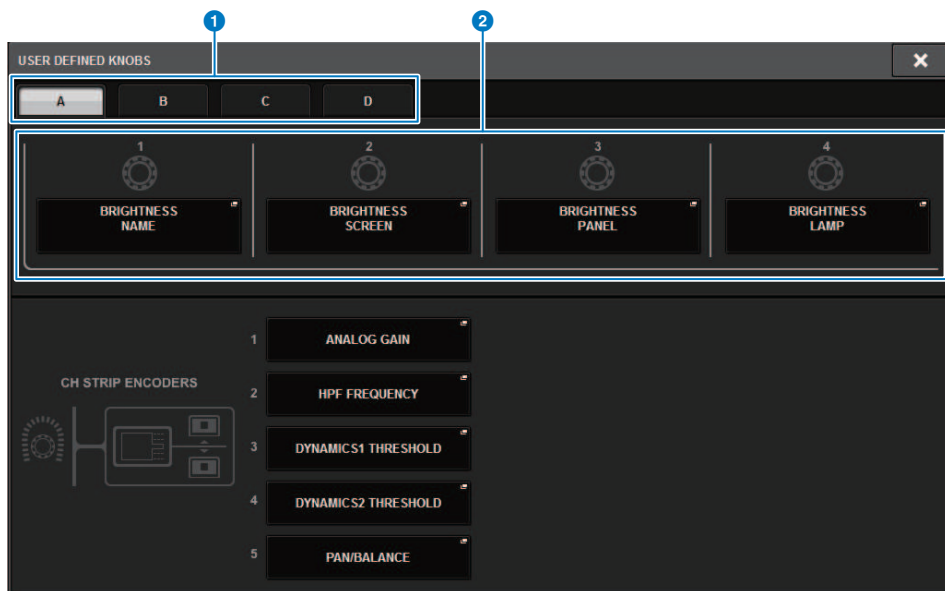 1 2
USER DEFINED KNOBS
A B C D
1 2 3 4
BRIGHTNESS
NAME
BRIGHTNESS
SCREEN
BRIGHTNESS
PANEL
BRIGHTNESS
LAMP
CH STRIP ENCODERS
1 ANALOG GAIN
2 HPF FREQUENCY
3 DYNAMICS1 THRESHOLD
4 DYNAMICS2 THRESHOLD
5 PAN/BALANCE